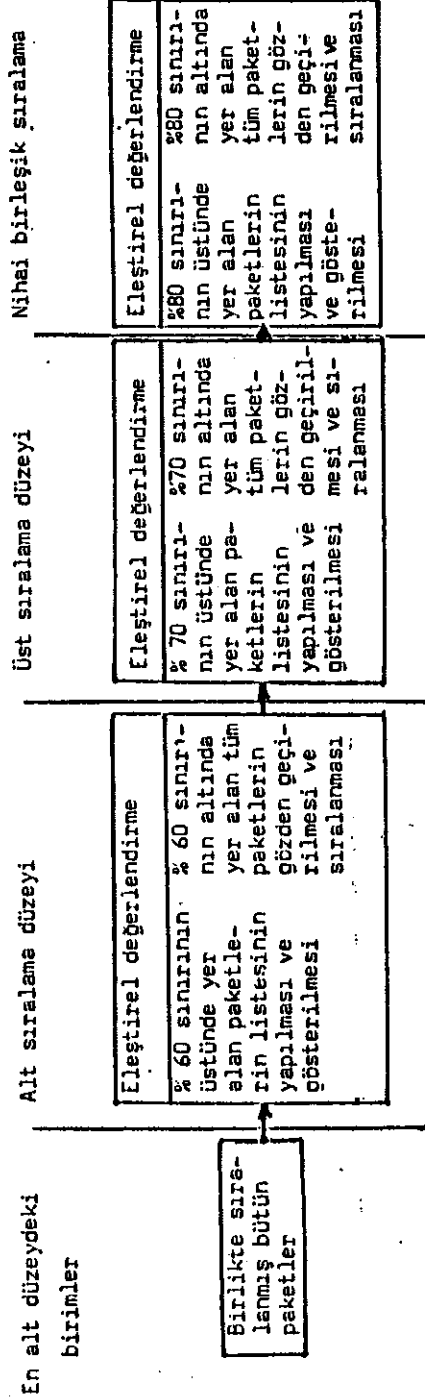 En alt düzeydeki
birimler
Birlikte sıra-
lanmış bütün
paketler
Alt sıralama düzeyi
Eleştirel değerlendirme
% 60 sınırının
üstünde yer
alan paketle-
rin listesinin
yapılması ve
gösterilmesi
% 60 sınırı-
nın altında
yer alan tüm
paketlerin
gözden geçi-
rilmesi ve
sıralanması
Üst sıralama düzeyi
Eleştirel değerlendirme
% 70 sınırı-
nın üstünde
yer alan pa-
ketlerin
listesinin
yapılması ve
gösterilmesi
%70 sınırı-
nın altında
yer alan
tüm paket-
lerin göz-
den geçiril-
mesi ve sı-
ralanması
Nihai birleşik sıralama
Eleştirel değerlendirme
%80 sınırı-
nın üstünde
yer alan
paketlerin
listesinin
yapılması
ve göste-
rilmesi
%80 sınırı-
nın altında
yer alan
tüm paket-
lerin göz-
den geçi-
rilmesi ve
sıralanması